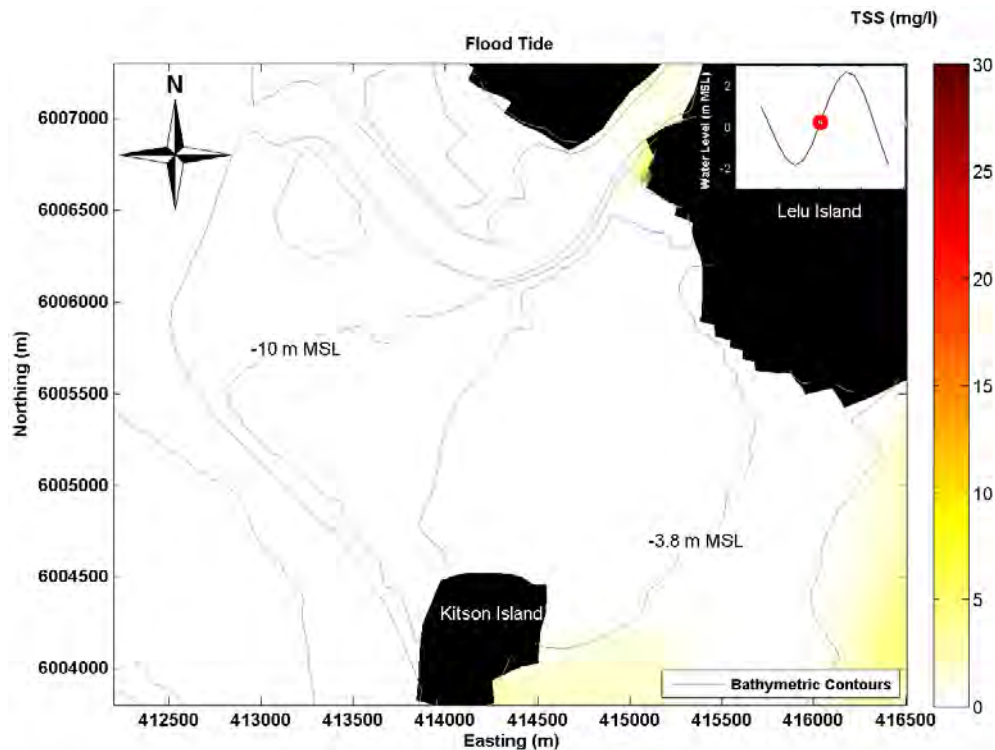 TSS (mg/l)
Flood Tide
N
Water Level (m MSL)
2
0
-2
Lelu Island
30
25
20
15
10
5
0
Northing (m)
6007000
6006500
6006000
6005500
6005000
6004500
6004000
-10 m MSL
-3.8 m MSL
Kitson Island
Bathymetric Contours
412500 413000 413500 414000 414500 415000 415500 416000 416500
Easting (m)